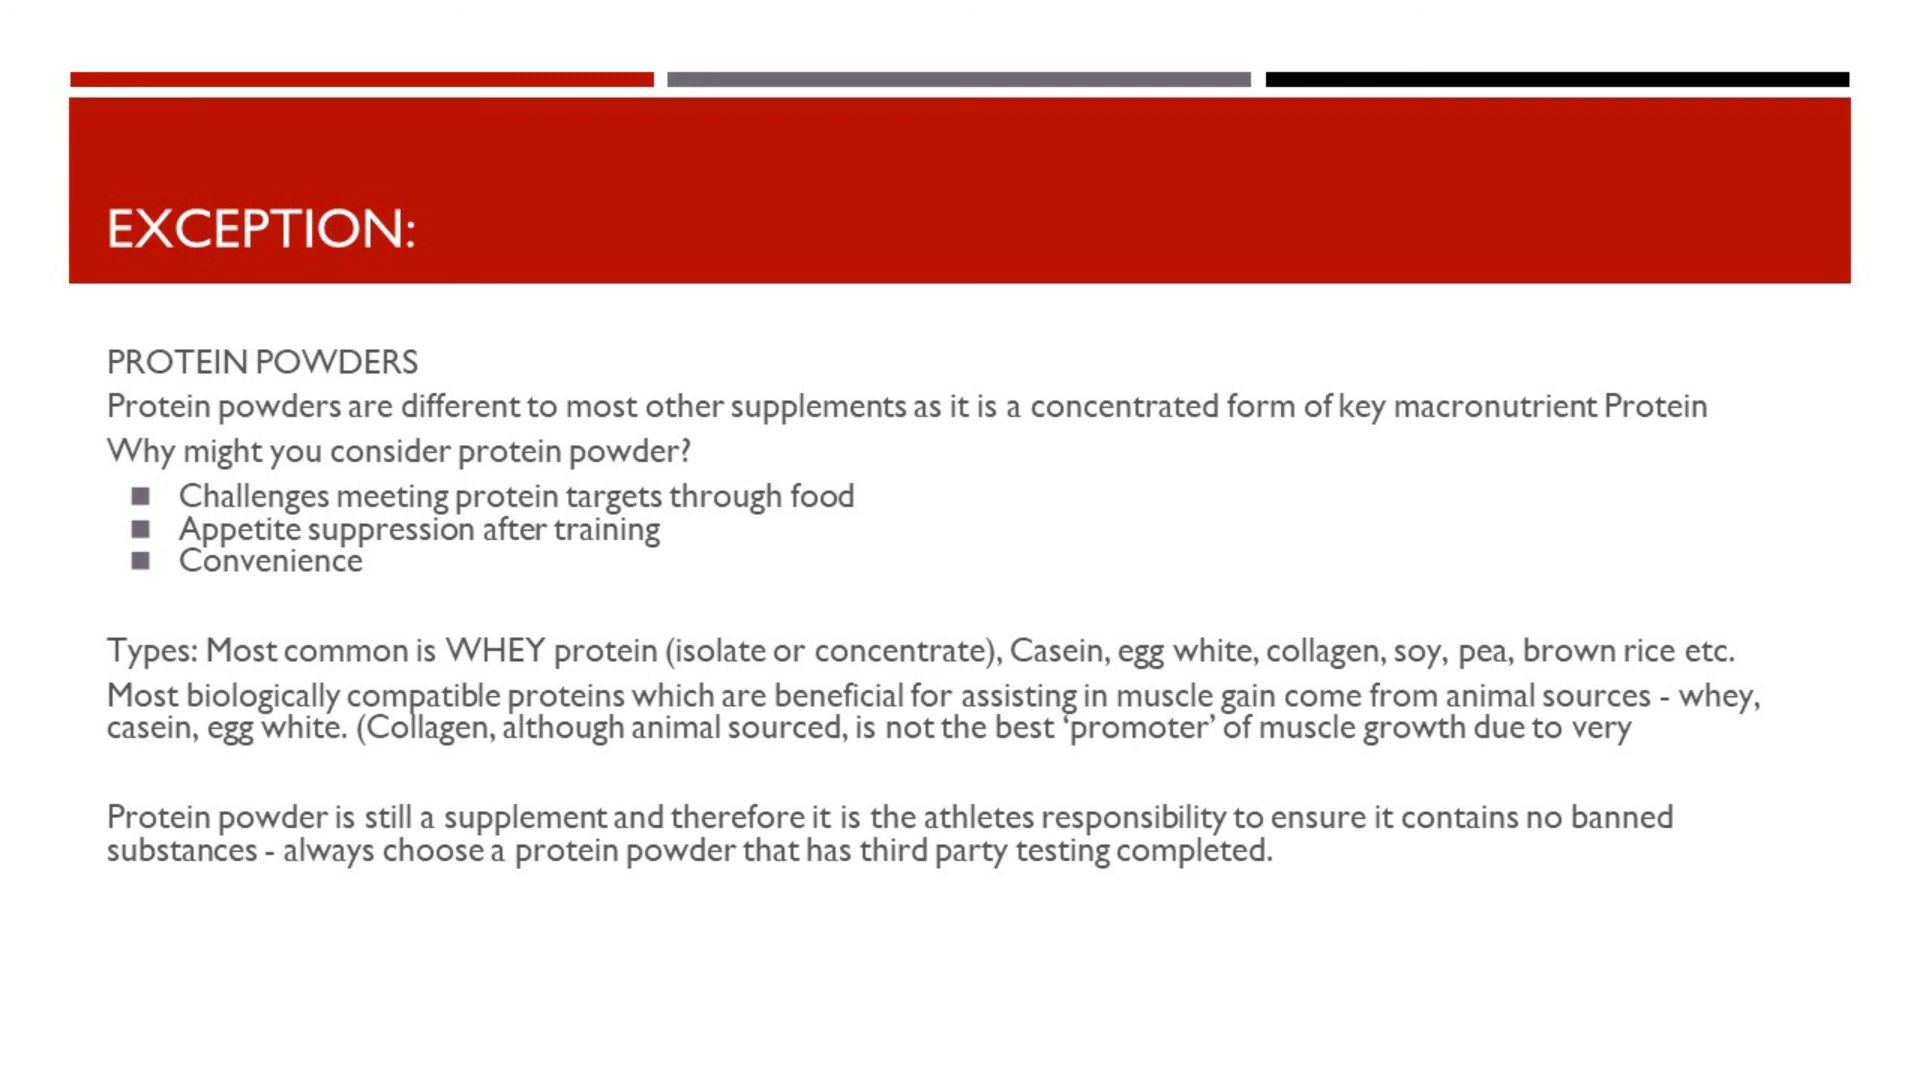 EXCEPTION:
PROTEIN POWDERS
Protein powders are different to most other supplements as it is a concentrated form of key macronutrient Protein
Why might you consider protein powder?
Challenges meeting protein targets through food
Appetite suppression after training
Convenience
Types: Most common is WHEY protein (isolate or concentrate), Casein, egg white, collagen, soy, pea, brown rice etc.
Most biologically compatible proteins which are beneficial for assisting in muscle gain come from animal sources - whey,
casein, egg white. (Collagen, although animal sourced, is not the best ‘promoter’ of muscle growth due to very
Protein powder is still a supplement and therefore it is the athletes responsibility to ensure it contains no banned
substances - always choose a protein powder that has third party testing completed.